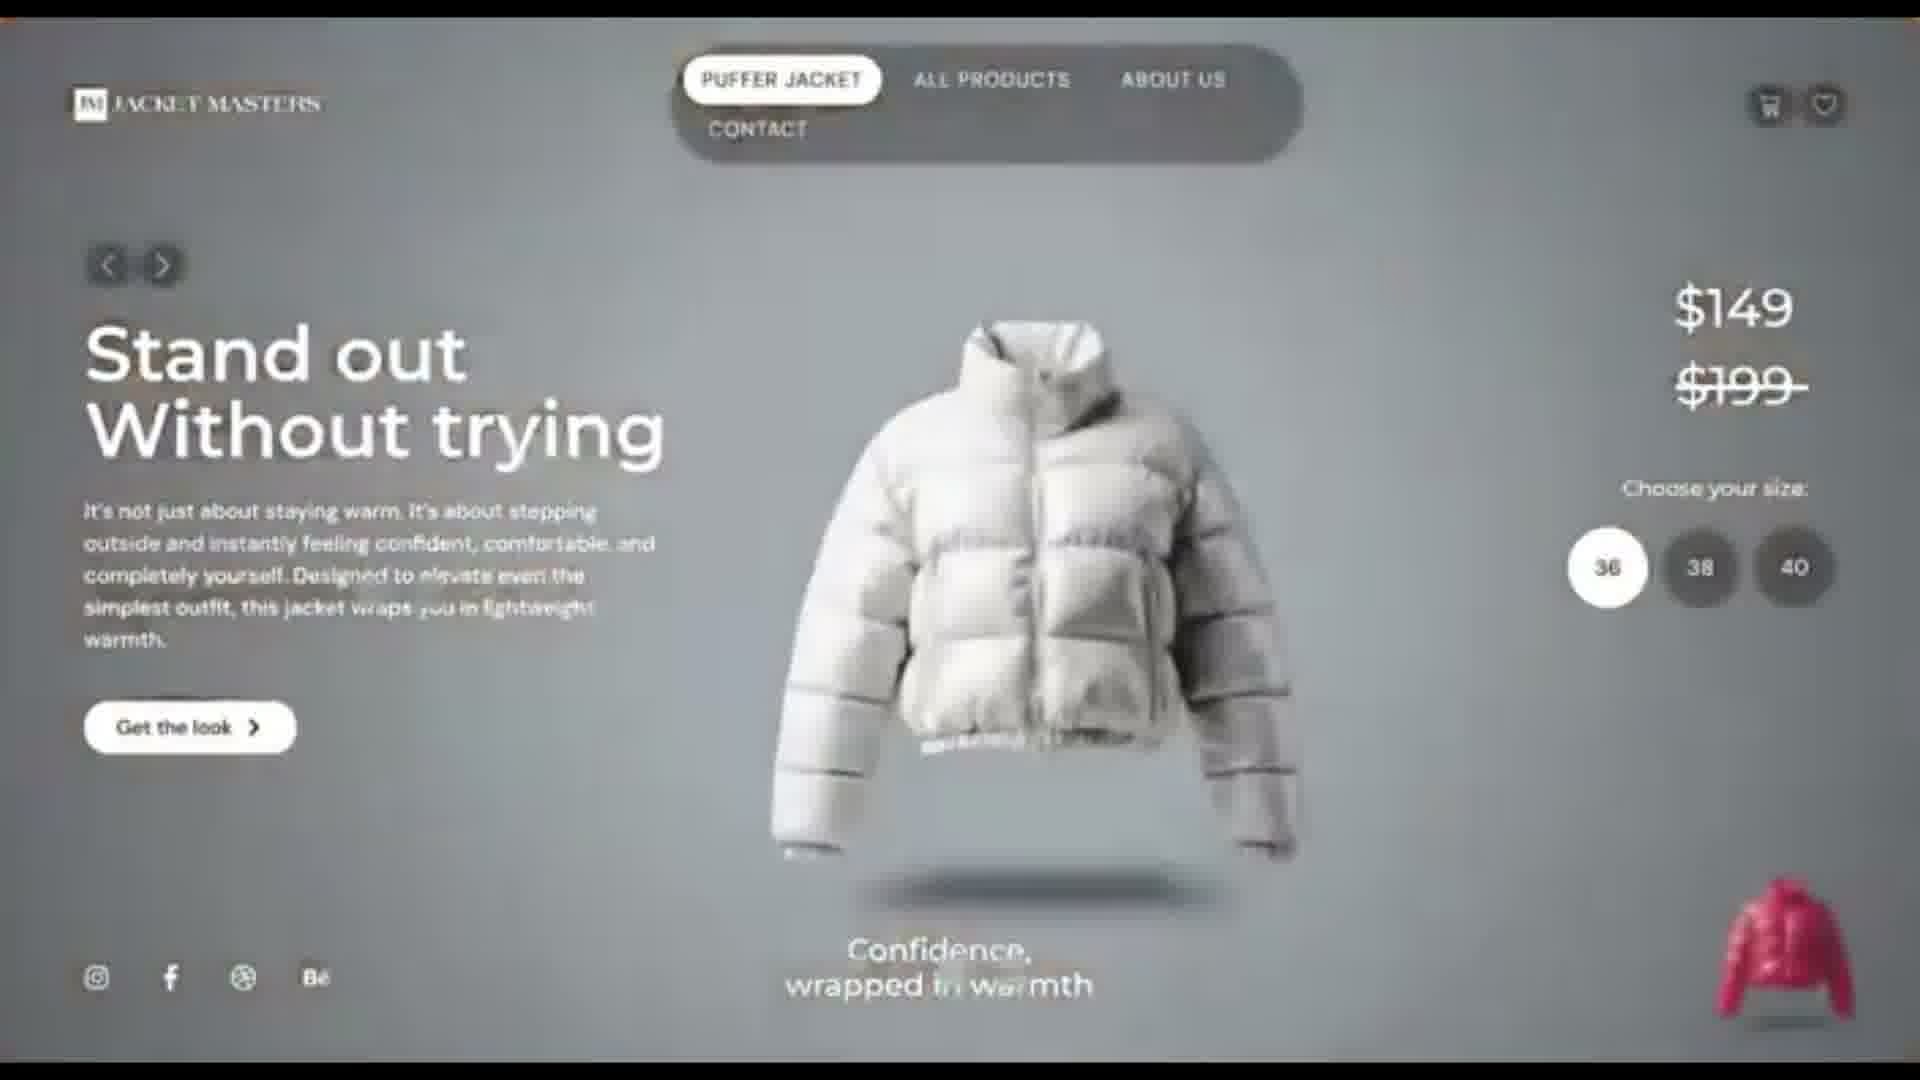 JM JACKET MASTERS
PUFFER JACKET
ALL PRODUCTS
ABOUT US
CONTACT
Stand out
Without trying
It's not just about staying warm. It's about stepping
outside and instantly feeling confident, comfortable, and
completely yourself. Designed to elevate even the
simplest outfit, this jacket wraps you in lightweight
warmth.
Get the look
$149
$199
Choose your size:
36
38
40
Confidence,
wrapped in warmth
Bē